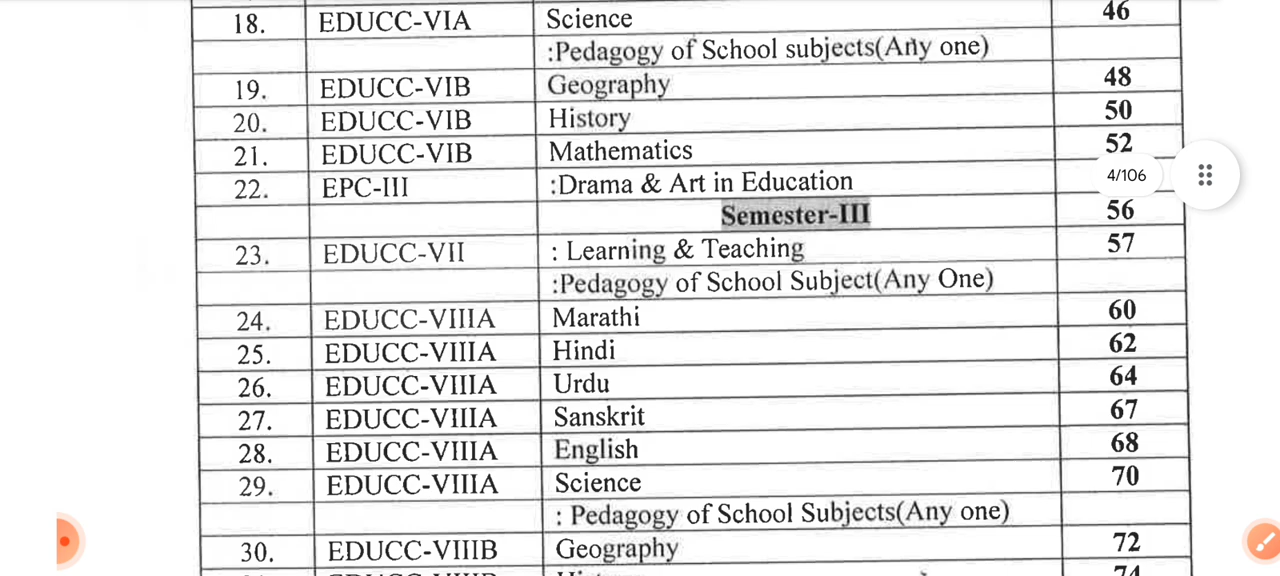 18. EDUCC-VIA Science 46
:Pedagogy of School subjects(Any one)
19. EDUCC-VIB Geography 48
20. EDUCC-VIB History 50
21. EDUCC-VIB Mathematics 52
4/106
22. EPC-III :Drama & Art in Education
Semester-III 56
23. EDUCC-VII : Learning & Teaching 57
:Pedagogy of School Subject(Any One)
24. EDUCC-VIIIA Marathi 60
25. EDUCC-VIIIA Hindi 62
26. EDUCC-VIIIA Urdu 64
27. EDUCC-VIIIA Sanskrit 67
28. EDUCC-VIIIA English 68
29. EDUCC-VIIIA Science 70
: Pedagogy of School Subjects(Any one)
30. EDUCC-VIIIB Geography 72
74